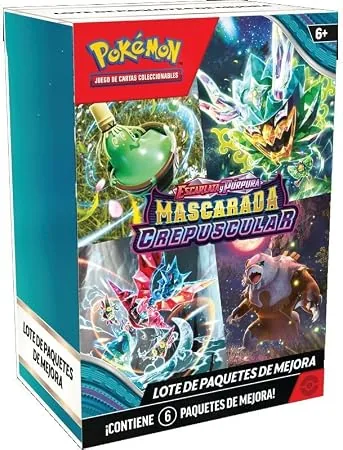 Pokémon
JUEGO DE CARTAS COLECCIONABLES
6+
ESCARLATA Y PÚRPURA
MASCARADA
CREPUSCULAR
LOTE DE PAQUETES
DE MEJORA
LOTE DE PAQUETES DE MEJORA
¡CONTIENE 6 PAQUETES DE MEJORA!